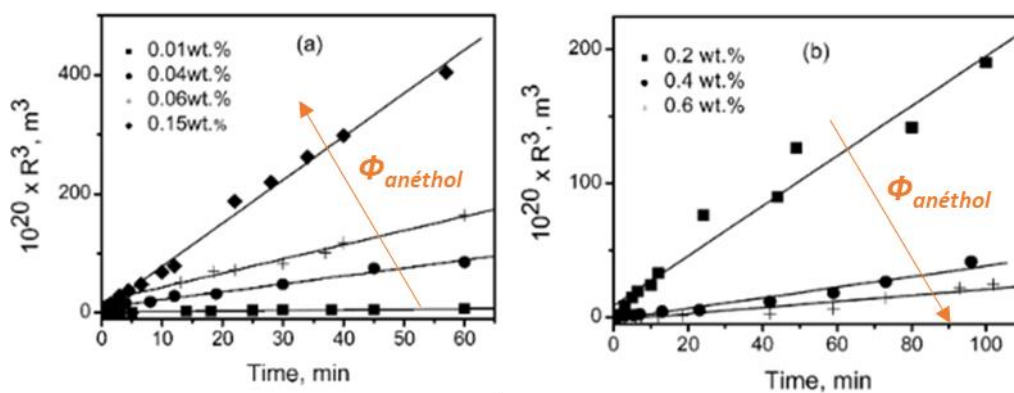 (a)
0.01wt.%
0.04wt.%
0.06wt.%
0.15wt.%
Φanéthol
10²⁰ x R³, m³
400
200
0
0 10 20 30 40 50 60
Time, min
(b)
0.2 wt.%
0.4 wt.%
0.6 wt.%
Φanéthol
10²⁰ x R³, m³
200
100
0
0 20 40 60 80 100
Time, min